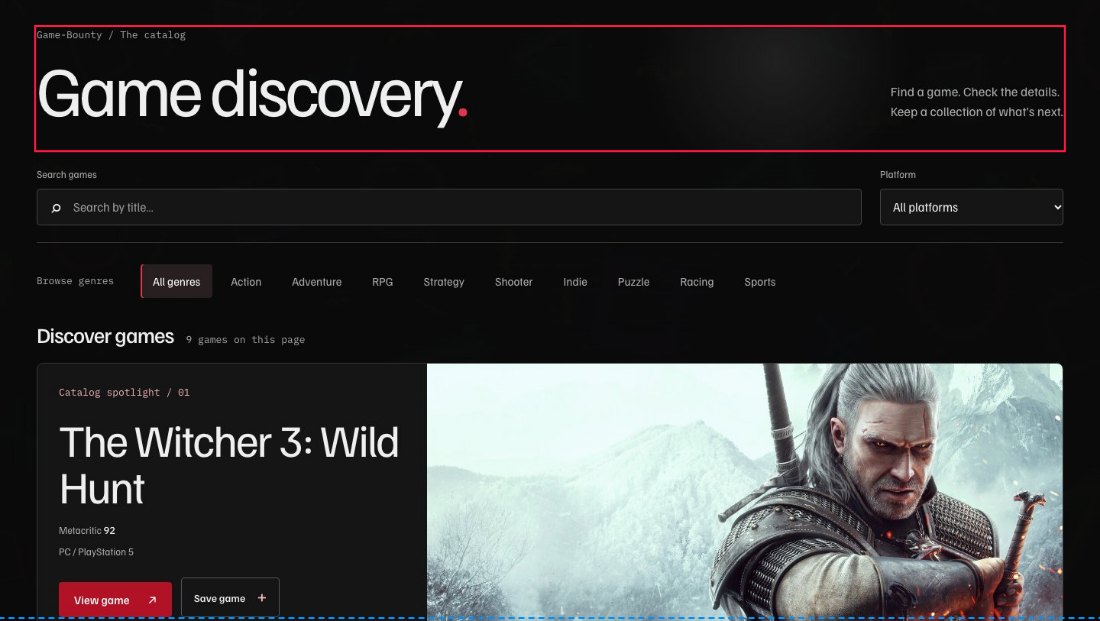 Game-Bounty / The catalog
Game discovery.
Find a game. Check the details.
Keep a collection of what's next.
Search games
Platform
Search by title...
All platforms
Browse genres
All genres
Action
Adventure
RPG
Strategy
Shooter
Indie
Puzzle
Racing
Sports
Discover games
9 games on this page
Catalog spotlight / 01
The Witcher 3: Wild
Hunt
Metacritic 92
PC / PlayStation 5
View game
Save game